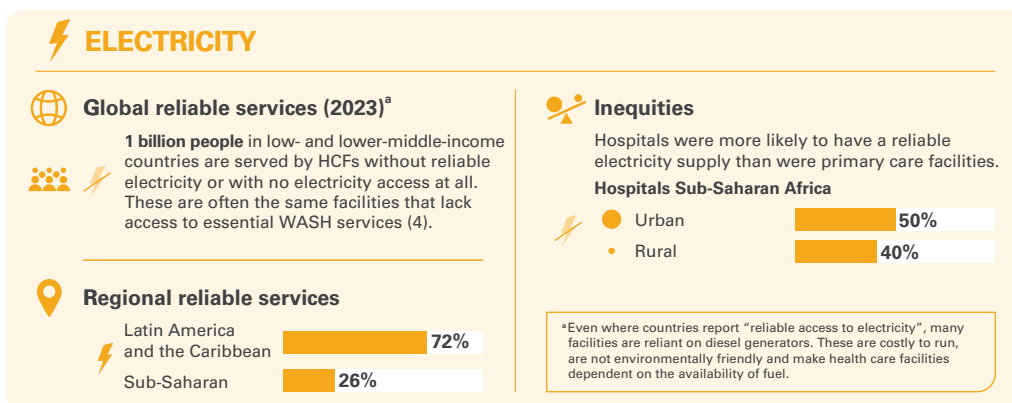 ELECTRICITY
Global reliable services (2023)a
1 billion people in low- and lower-middle-income
countries are served by HCFs without reliable
electricity or with no electricity access at all.
These are often the same facilities that lack
access to essential WASH services (4).
Regional reliable services
Latin America
and the Caribbean
72%
Sub-Saharan
26%
Inequities
Hospitals were more likely to have a reliable
electricity supply than were primary care facilities.
Hospitals Sub-Saharan Africa
Urban
50%
Rural
40%
a Even where countries report “reliable access to electricity”, many
facilities are reliant on diesel generators. These are costly to run,
are not environmentally friendly and make health care facilities
dependent on the availability of fuel.